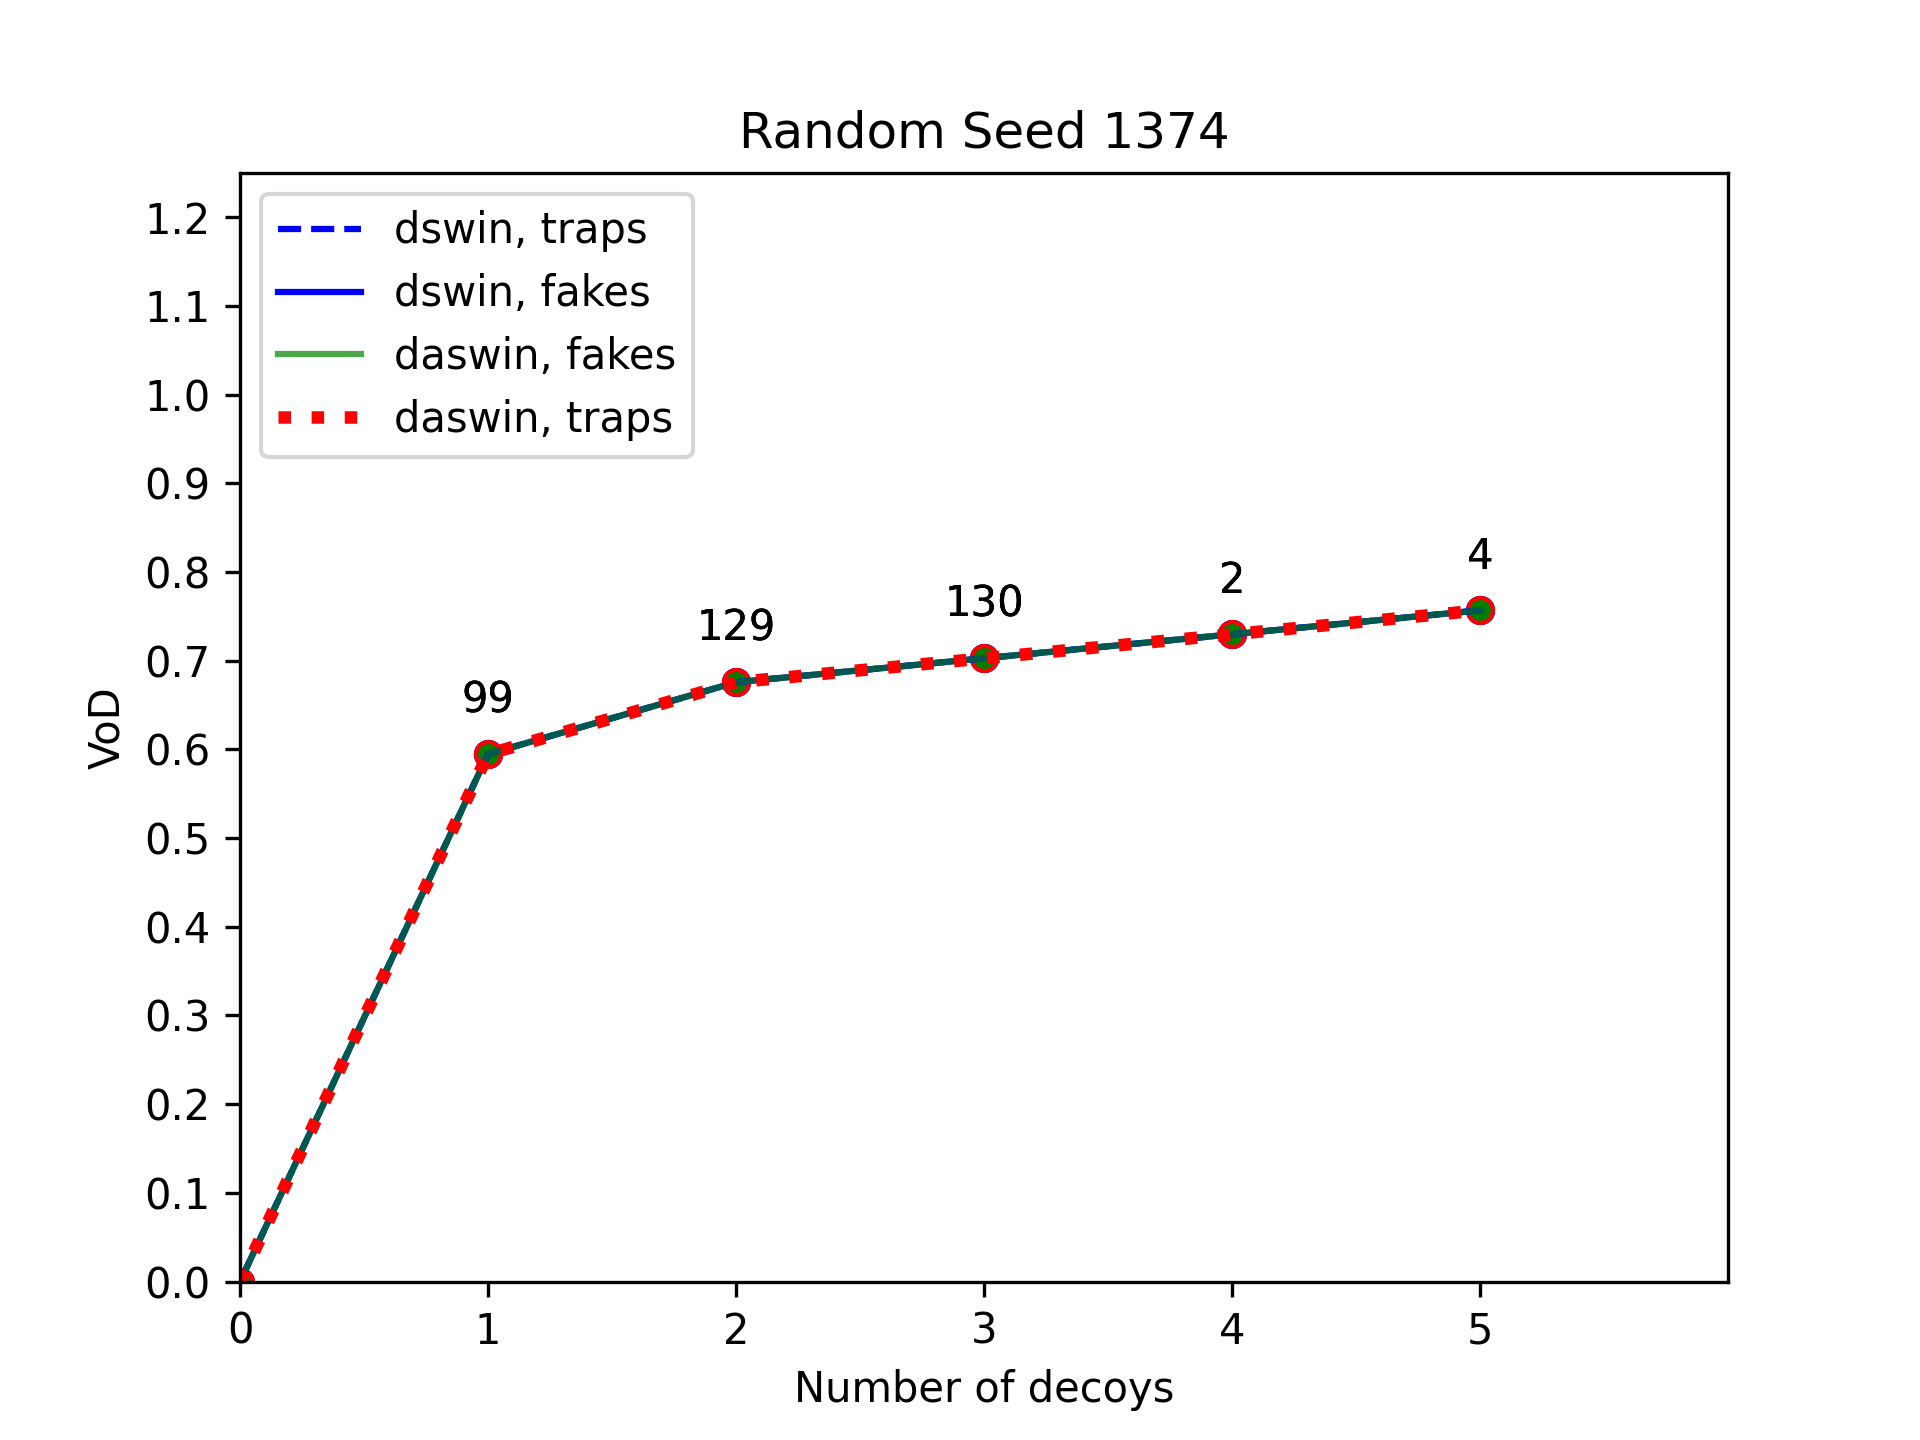 Random Seed 1374
dswin, traps
dswin, fakes
daswin, fakes
daswin, traps
1.2
1.1
1.0
0.9
0.8
0.7
0.6
0.5
0.4
0.3
0.2
0.1
0.0
VoD
99
129
130
2
4
0 1 2 3 4 5
Number of decoys